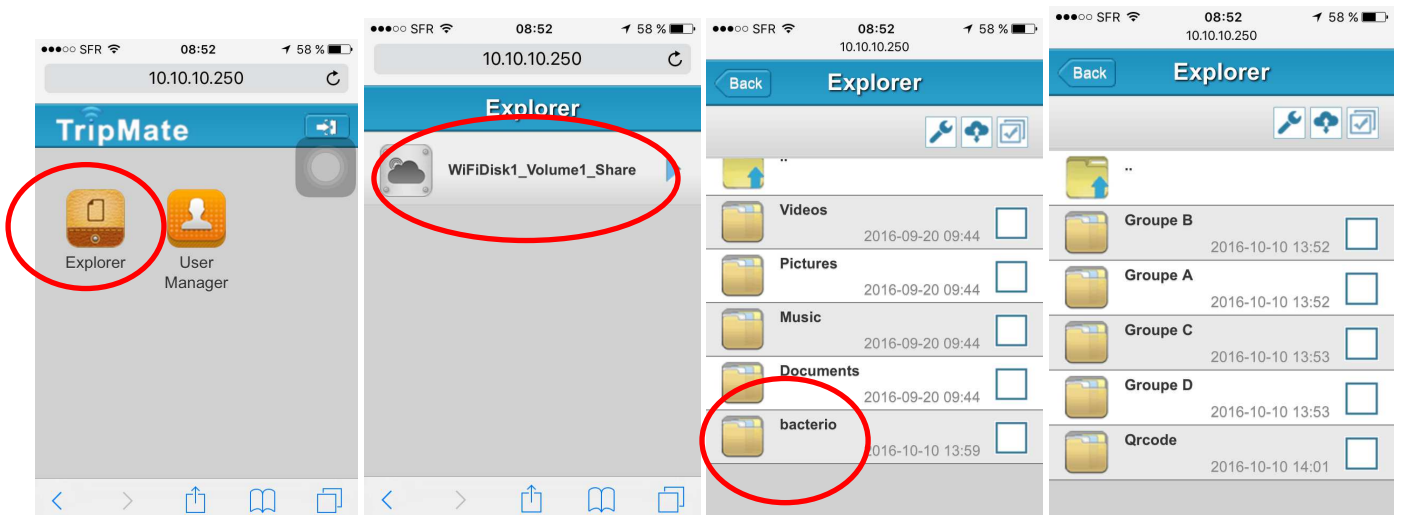 ●●●○○ SFR 08:52 58 %
10.10.10.250
TripMate
Explorer
User
Manager
●●●○○ SFR 08:52 58 %
10.10.10.250
Explorer
WiFiDisk1_Volume1_Share
●●●○○ SFR 08:52 58 %
10.10.10.250
Back Explorer
..
Videos
2016-09-20 09:44
Pictures
2016-09-20 09:44
Music
2016-09-20 09:44
Documents
2016-09-20 09:44
bacterio
2016-10-10 13:59
●●●○○ SFR 08:52 58 %
10.10.10.250
Back Explorer
..
Groupe B
2016-10-10 13:52
Groupe A
2016-10-10 13:52
Groupe C
2016-10-10 13:53
Groupe D
2016-10-10 13:53
Qrcode
2016-10-10 14:01